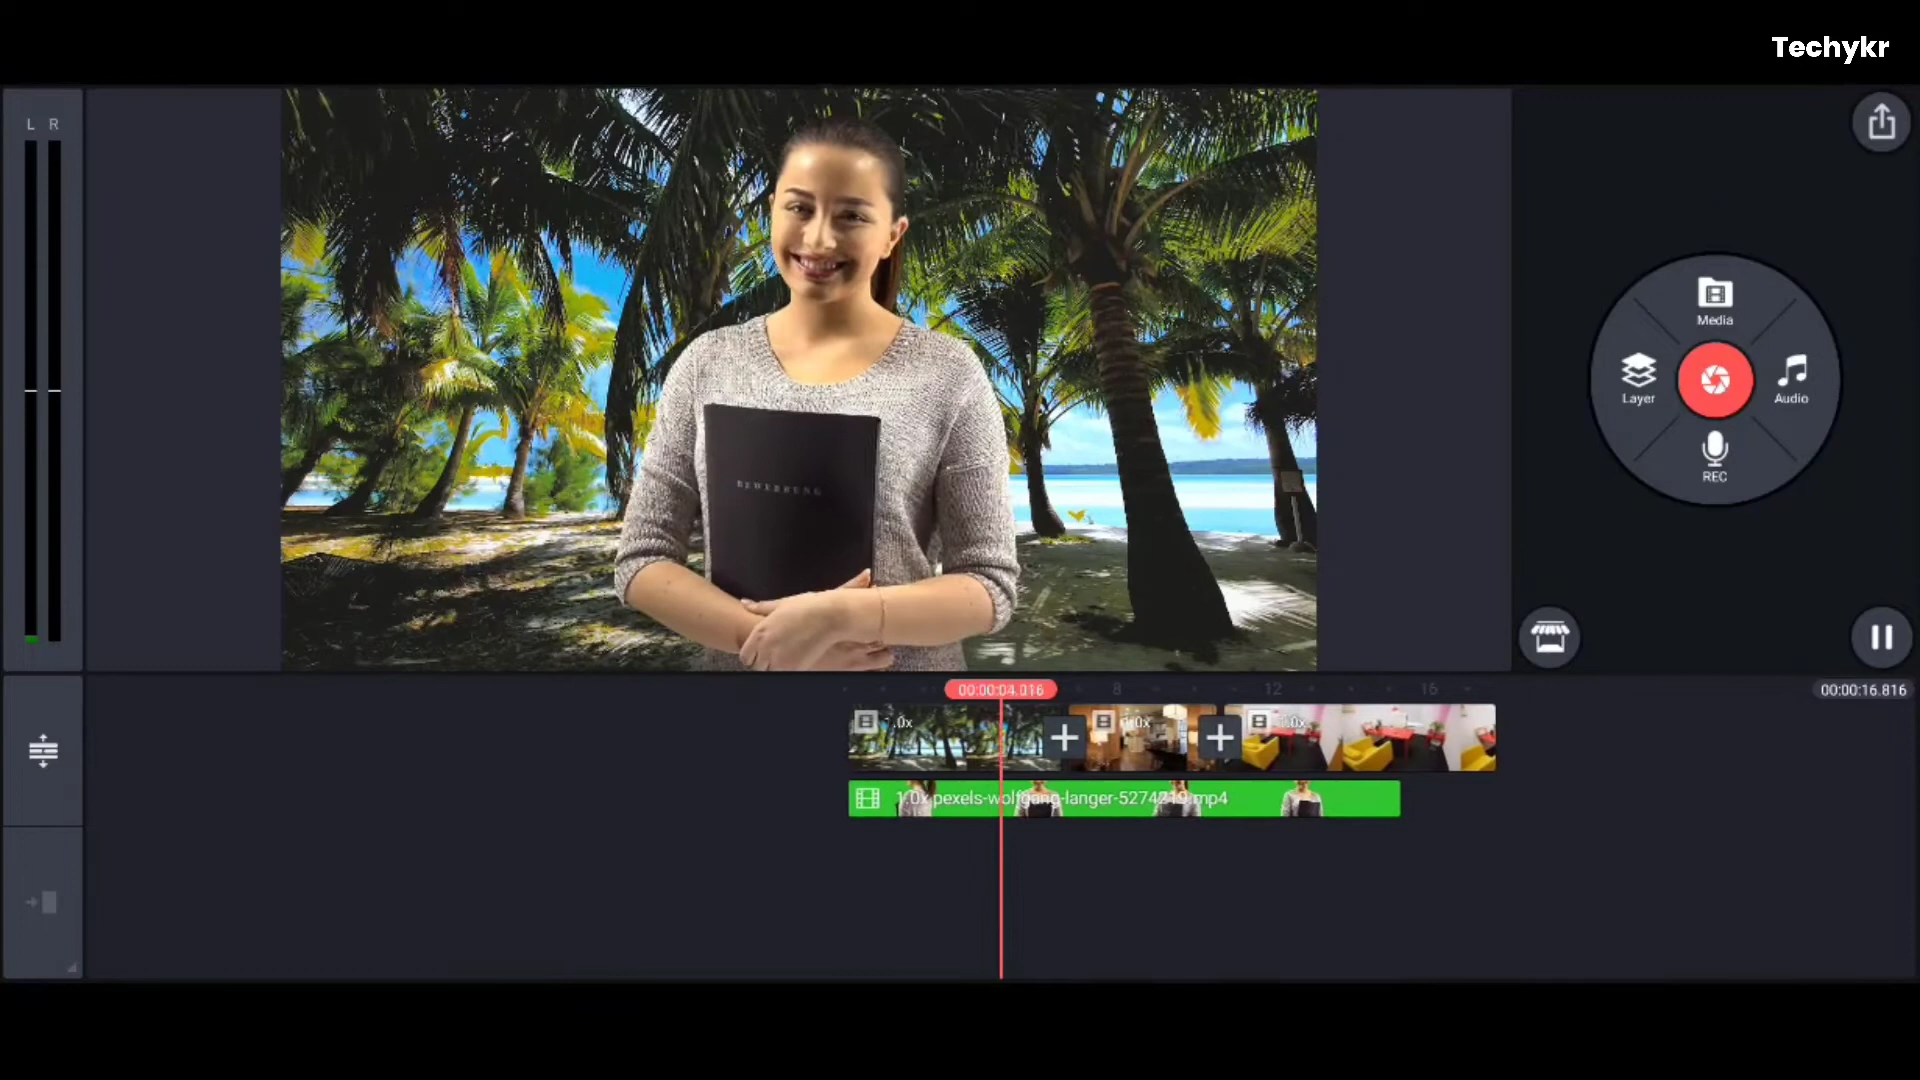 Techykr
L R
Media
Layer
Audio
REC
BEWERBUNG
00:00:04.016
8
12
16
00:00:16.816
.0x
1.0x
1.0x
1.0x pexels-wolfgang-langer-5274219.mp4